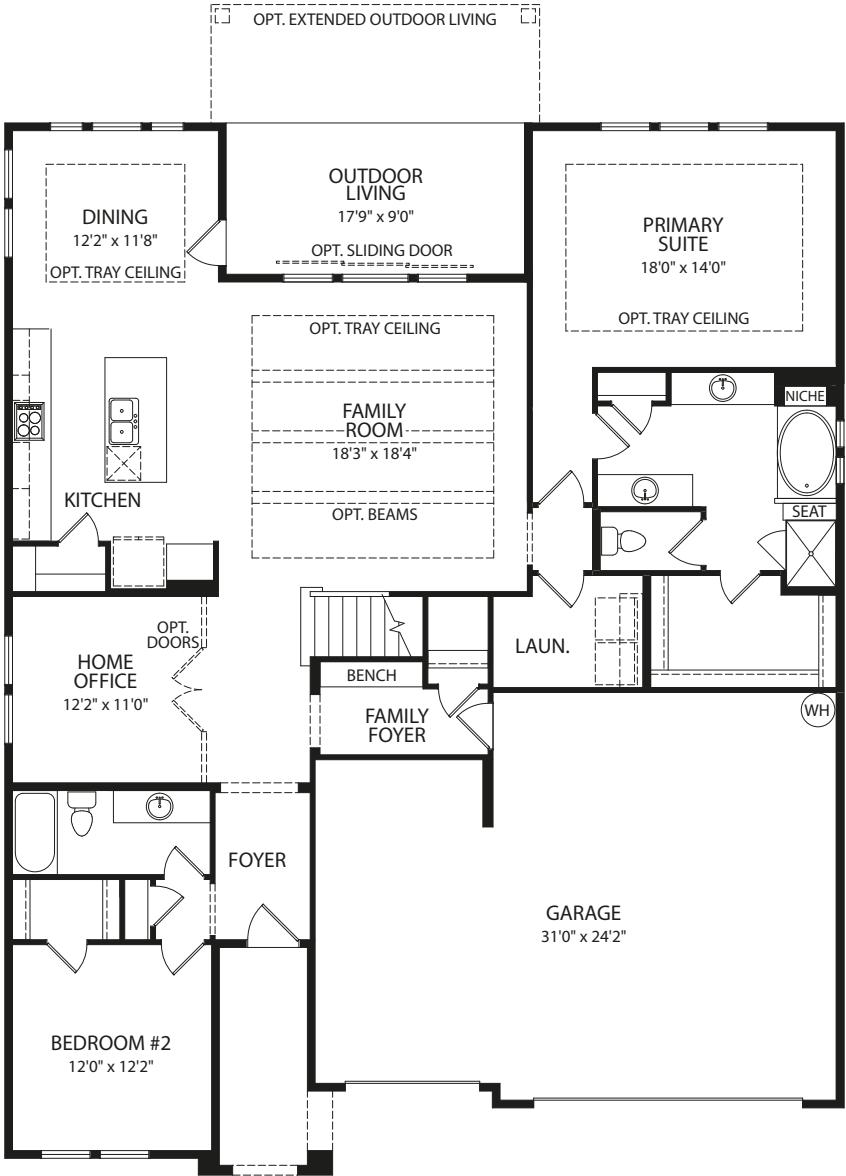 OPT. EXTENDED OUTDOOR LIVING
OUTDOOR
LIVING
17'9" x 9'0"
OPT. SLIDING DOOR
DINING
12'2" x 11'8"
OPT. TRAY CEILING
PRIMARY
SUITE
18'0" x 14'0"
OPT. TRAY CEILING
OPT. TRAY CEILING
FAMILY
ROOM
18'3" x 18'4"
OPT. BEAMS
NICHE
SEAT
KITCHEN
OPT.
DOORS
HOME
OFFICE
12'2" x 11'0"
LAUN.
BENCH
FAMILY
FOYER
WH
FOYER
GARAGE
31'0" x 24'2"
BEDROOM #2
12'0" x 12'2"